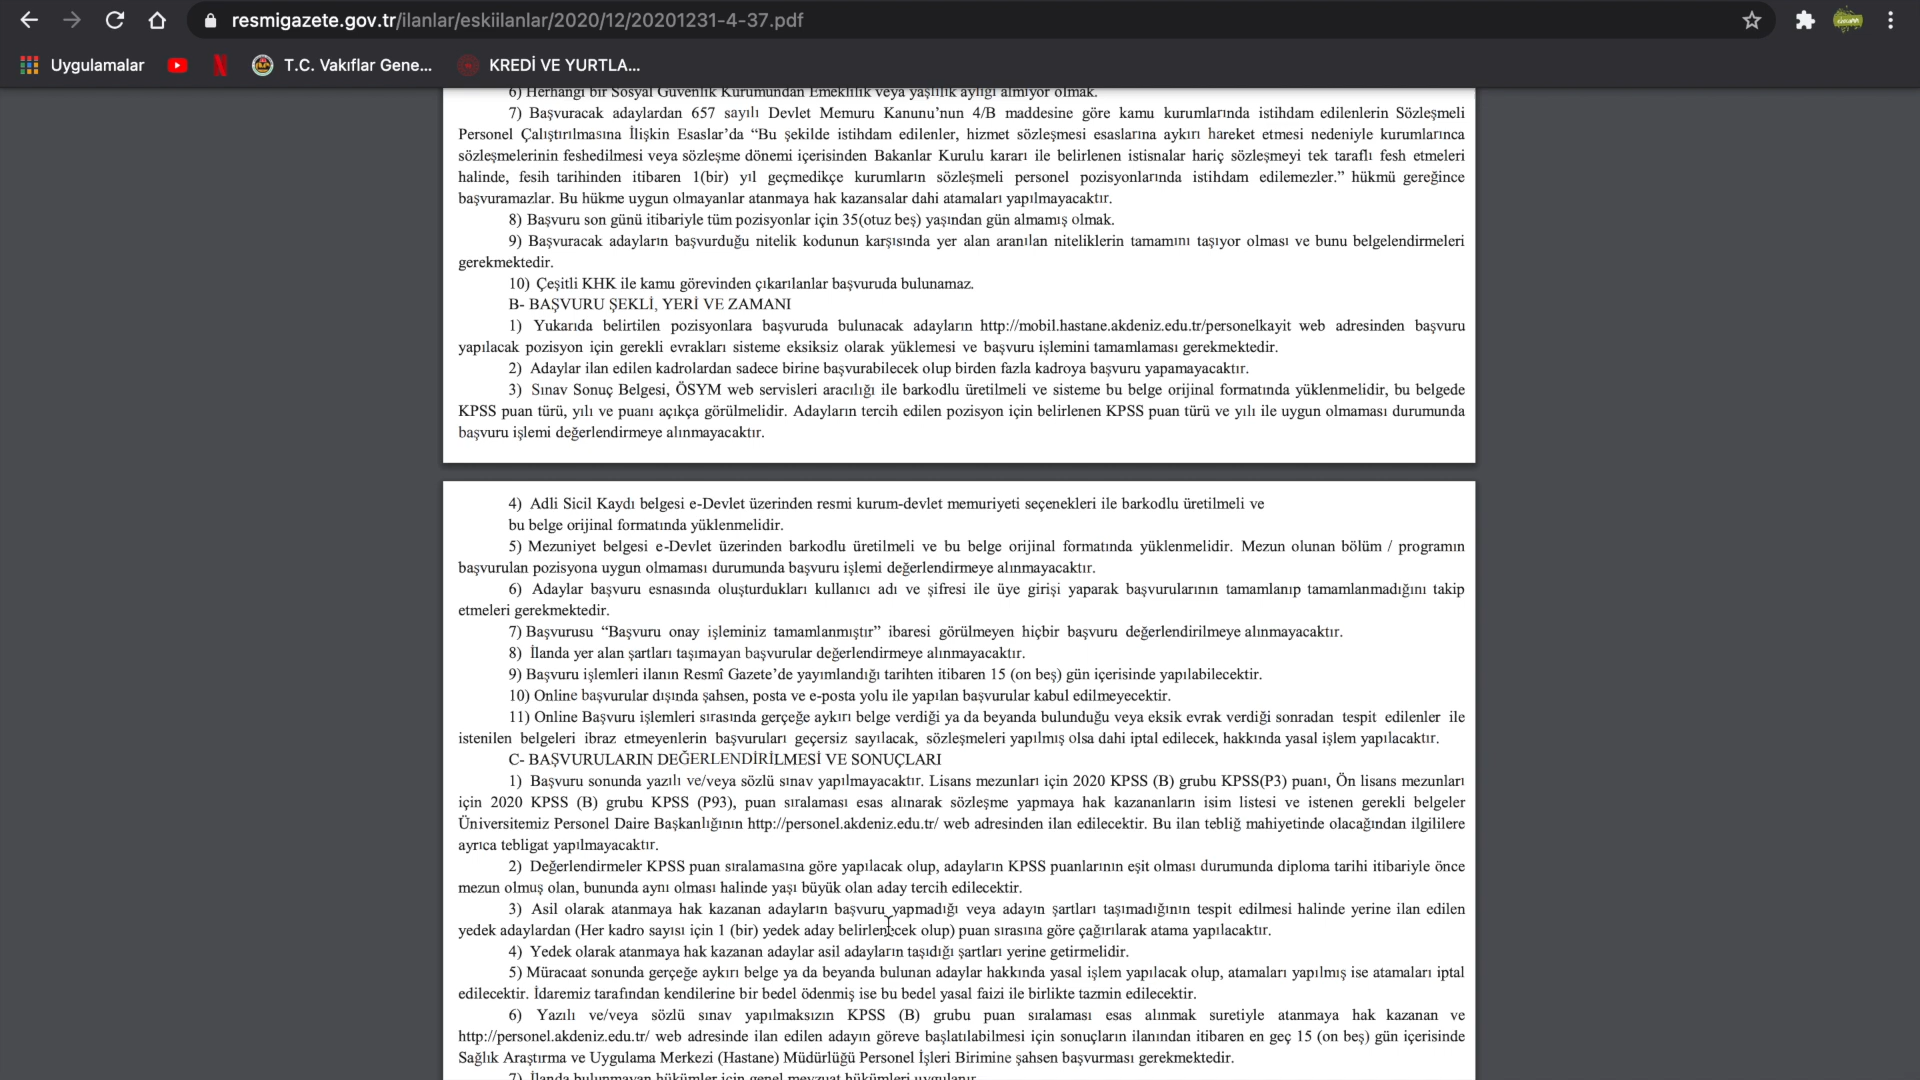 resmigazete.gov.tr/ilanlar/eskiilanlar/2020/12/20201231-4-37.pdf
Uygulamalar
T.C. Vakıflar Gene...
KREDİ VE YURTLA...
6) Herhangi bir Sosyal Güvenlik Kurumundan Emeklilik veya yaşlılık aylığı almıyor olmak.
7) Başvuracak adaylardan 657 sayılı Devlet Memuru Kanunu’nun 4/B maddesine göre kamu kurumlarında istihdam edilenlerin Sözleşmeli
Personel Çalıştırılmasına İlişkin Esaslar’da “Bu şekilde istihdam edilenler, hizmet sözleşmesi esaslarına aykırı hareket etmesi nedeniyle kurumlarınca
sözleşmelerinin feshedilmesi veya sözleşme dönemi içerisinden Bakanlar Kurulu kararı ile belirlenen istisnalar hariç sözleşmeyi tek taraflı fesh etmeleri
halinde, fesih tarihinden itibaren 1(bir) yıl geçmedikçe kurumların sözleşmeli personel pozisyonlarında istihdam edilemezler.” hükmü gereğince
başvuramazlar. Bu hükme uygun olmayanlar atanmaya hak kazansalar dahi atamaları yapılmayacaktır.
8) Başvuru son günü itibariyle tüm pozisyonlar için 35(otuz beş) yaşından gün almamış olmak.
9) Başvuracak adayların başvurduğu nitelik kodunun karşısında yer alan aranılan niteliklerin tamamını taşıyor olması ve bunu belgelendirmeleri
gerekmektedir.
10) Çeşitli KHK ile kamu görevinden çıkarılanlar başvuruda bulunamaz.
B- BAŞVURU ŞEKLİ, YERİ VE ZAMANI
1) Yukarıda belirtilen pozisyonlara başvuruda bulunacak adayların http://mobil.hastane.akdeniz.edu.tr/personelkayit web adresinden başvuru
yapılacak pozisyon için gerekli evrakları sisteme eksiksiz olarak yüklemesi ve başvuru işlemini tamamlaması gerekmektedir.
2) Adaylar ilan edilen kadrolardan sadece birine başvurabilecek olup birden fazla kadroya başvuru yapamayacaktır.
3) Sınav Sonuç Belgesi, ÖSYM web servisleri aracılığı ile barkodlu üretilmeli ve sisteme bu belge orijinal formatında yüklenmelidir, bu belgede
KPSS puan türü, yılı ve puanı açıkça görülmelidir. Adayların tercih edilen pozisyon için belirlenen KPSS puan türü ve yılı ile uygun olmaması durumunda
başvuru işlemi değerlendirmeye alınmayacaktır.
4) Adli Sicil Kaydı belgesi e-Devlet üzerinden resmi kurum-devlet memuriyeti seçenekleri ile barkodlu üretilmeli ve
bu belge orijinal formatında yüklenmelidir.
5) Mezuniyet belgesi e-Devlet üzerinden barkodlu üretilmeli ve bu belge orijinal formatında yüklenmelidir. Mezun olunan bölüm / programın
başvurulan pozisyona uygun olmaması durumunda başvuru işlemi değerlendirmeye alınmayacaktır.
6) Adaylar başvuru esnasında oluşturdukları kullanıcı adı ve şifresi ile üye girişi yaparak başvurularının tamamlanıp tamamlanmadığını takip
etmeleri gerekmektedir.
7) Başvurusu “Başvuru onay işleminiz tamamlanmıştır” ibaresi görülmeyen hiçbir başvuru değerlendirilmeye alınmayacaktır.
8) İlanda yer alan şartları taşımayan başvurular değerlendirmeye alınmayacaktır.
9) Başvuru işlemleri ilanın Resmî Gazete’de yayımlandığı tarihten itibaren 15 (on beş) gün içerisinde yapılabilecektir.
10) Online başvurular dışında şahsen, posta ve e-posta yolu ile yapılan başvurular kabul edilmeyecektir.
11) Online Başvuru işlemleri sırasında gerçeğe aykırı belge verdiği ya da beyanda bulunduğu veya eksik evrak verdiği sonradan tespit edilenler ile
istenilen belgeleri ibraz etmeyenlerin başvuruları geçersiz sayılacak, sözleşmeleri yapılmış olsa dahi iptal edilecek, hakkında yasal işlem yapılacaktır.
C- BAŞVURULARIN DEĞERLENDİRİLMESİ VE SONUÇLARI
1) Başvuru sonunda yazılı ve/veya sözlü sınav yapılmayacaktır. Lisans mezunları için 2020 KPSS (B) grubu KPSS(P3) puanı, Ön lisans mezunları
için 2020 KPSS (B) grubu KPSS (P93), puan sıralaması esas alınarak sözleşme yapmaya hak kazananların isim listesi ve istenen gerekli belgeler
Üniversitemiz Personel Daire Başkanlığının http://personel.akdeniz.edu.tr/ web adresinden ilan edilecektir. Bu ilan tebliğ mahiyetinde olacağından ilgililere
ayrıca tebligat yapılmayacaktır.
2) Değerlendirmeler KPSS puan sıralamasına göre yapılacak olup, adayların KPSS puanlarının eşit olması durumunda diploma tarihi itibariyle önce
mezun olmuş olan, bununda aynı olması halinde yaşı büyük olan aday tercih edilecektir.
3) Asil olarak atanmaya hak kazanan adayların başvuru yapmadığı veya adayın şartları taşımadığının tespit edilmesi halinde yerine ilan edilen
yedek adaylardan (Her kadro sayısı için 1 (bir) yedek aday belirlenecek olup) puan sırasına göre çağırılarak atama yapılacaktır.
4) Yedek olarak atanmaya hak kazanan adaylar asil adayların taşıdığı şartları yerine getirmelidir.
5) Müracaat sonunda gerçeğe aykırı belge ya da beyanda bulunan adaylar hakkında yasal işlem yapılacak olup, atamaları yapılmış ise atamaları iptal
edilecektir. İdaremiz tarafından kendilerine bir bedel ödenmiş ise bu bedel yasal faizi ile birlikte tazmin edilecektir.
6) Yazılı ve/veya sözlü sınav yapılmaksızın KPSS (B) grubu puan sıralaması esas alınmak suretiyle atanmaya hak kazanan ve
http://personel.akdeniz.edu.tr/ web adresinde ilan edilen adayın göreve başlatılabilmesi için sonuçların ilanından itibaren en geç 15 (on beş) gün içerisinde
Sağlık Araştırma ve Uygulama Merkezi (Hastane) Müdürlüğü Personel İşleri Birimine şahsen başvurması gerekmektedir.
7) İlanda bulunmayan hükümler için genel mevzuat hükümleri uygulanır.